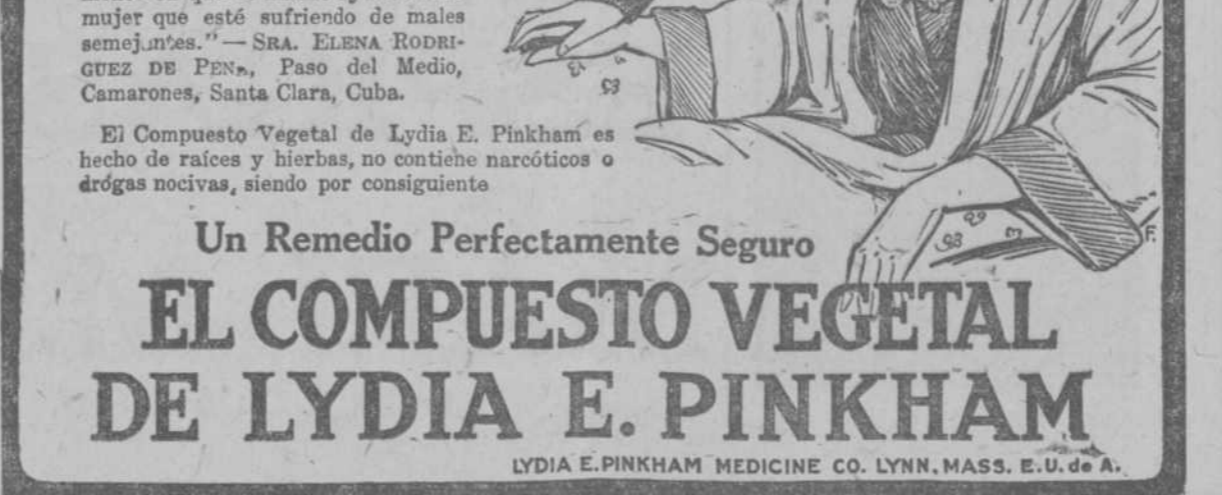 mujer que esté sufriendo de males
semejantes."—SRA. ELENA RODRI-
GUEZ DE PENA, Paso del Medio,
Camarones, Santa Clara, Cuba.
El Compuesto Vegetal de Lydia E. Pinkham es
hecho de raíces y hierbas, no contiene narcóticos o
drogas nocivas, siendo por consiguiente
Un Remedio Perfectamente Seguro
EL COMPUESTO VEGETAL
DE LYDIA E. PINKHAM
LYDIA E. PINKHAM MEDICINE CO. LYNN, MASS. E.U. de A.